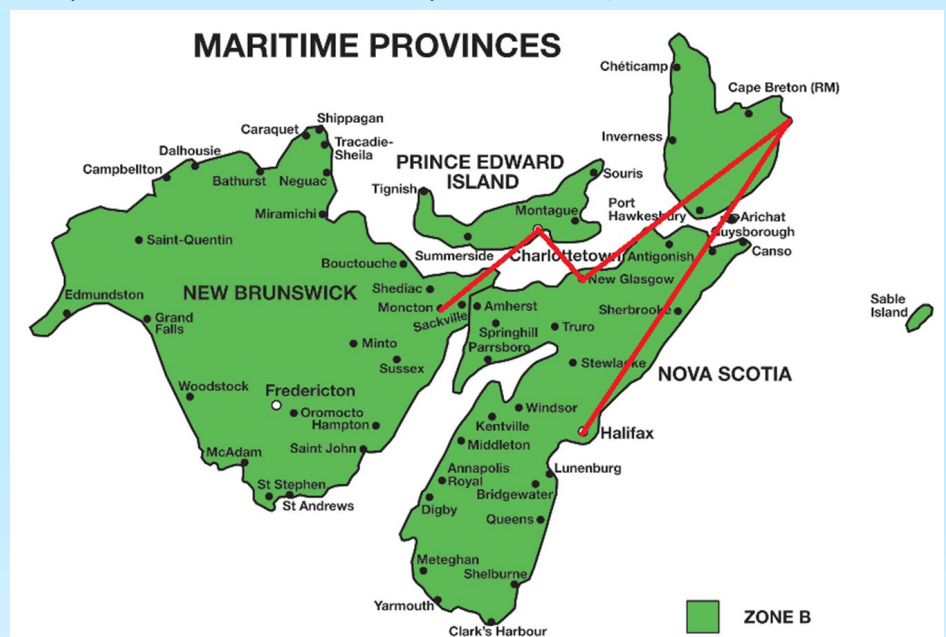 MARITIME PROVINCES
Chéticamp
Cape Breton (RM)
Shippagan
Caraquet
Tracadie-
Sheila
Inverness
Dalhousie
PRINCE EDWARD
ISLAND
Campbellton
Bathurst
Neguac
Souris
Tignish
Port
Hawkesbury
Montague
Miramichi
Arichat
Guysborough
Saint-Quentin
Canso
Summerside
Charlottetown
Antigonish
Bouctouche
New Glasgow
Shediac
NEW BRUNSWICK
Edmundston
Moncton
Amherst
Sherbrooke
Sable
Island
Grand
Falls
Sackville
Springhill
Truro
Minto
Parrsboro
Sussex
Stewiacke
NOVA SCOTIA
Woodstock
Fredericton
Windsor
Oromocto
Hampton
Kentville
Halifax
Middleton
Saint John
McAdam
Annapolis
Royal
Lunenburg
St Stephen
Bridgewater
St Andrews
Digby
Queens
Meteghan
Shelburne
Yarmouth
Clark's Harbour
ZONE B